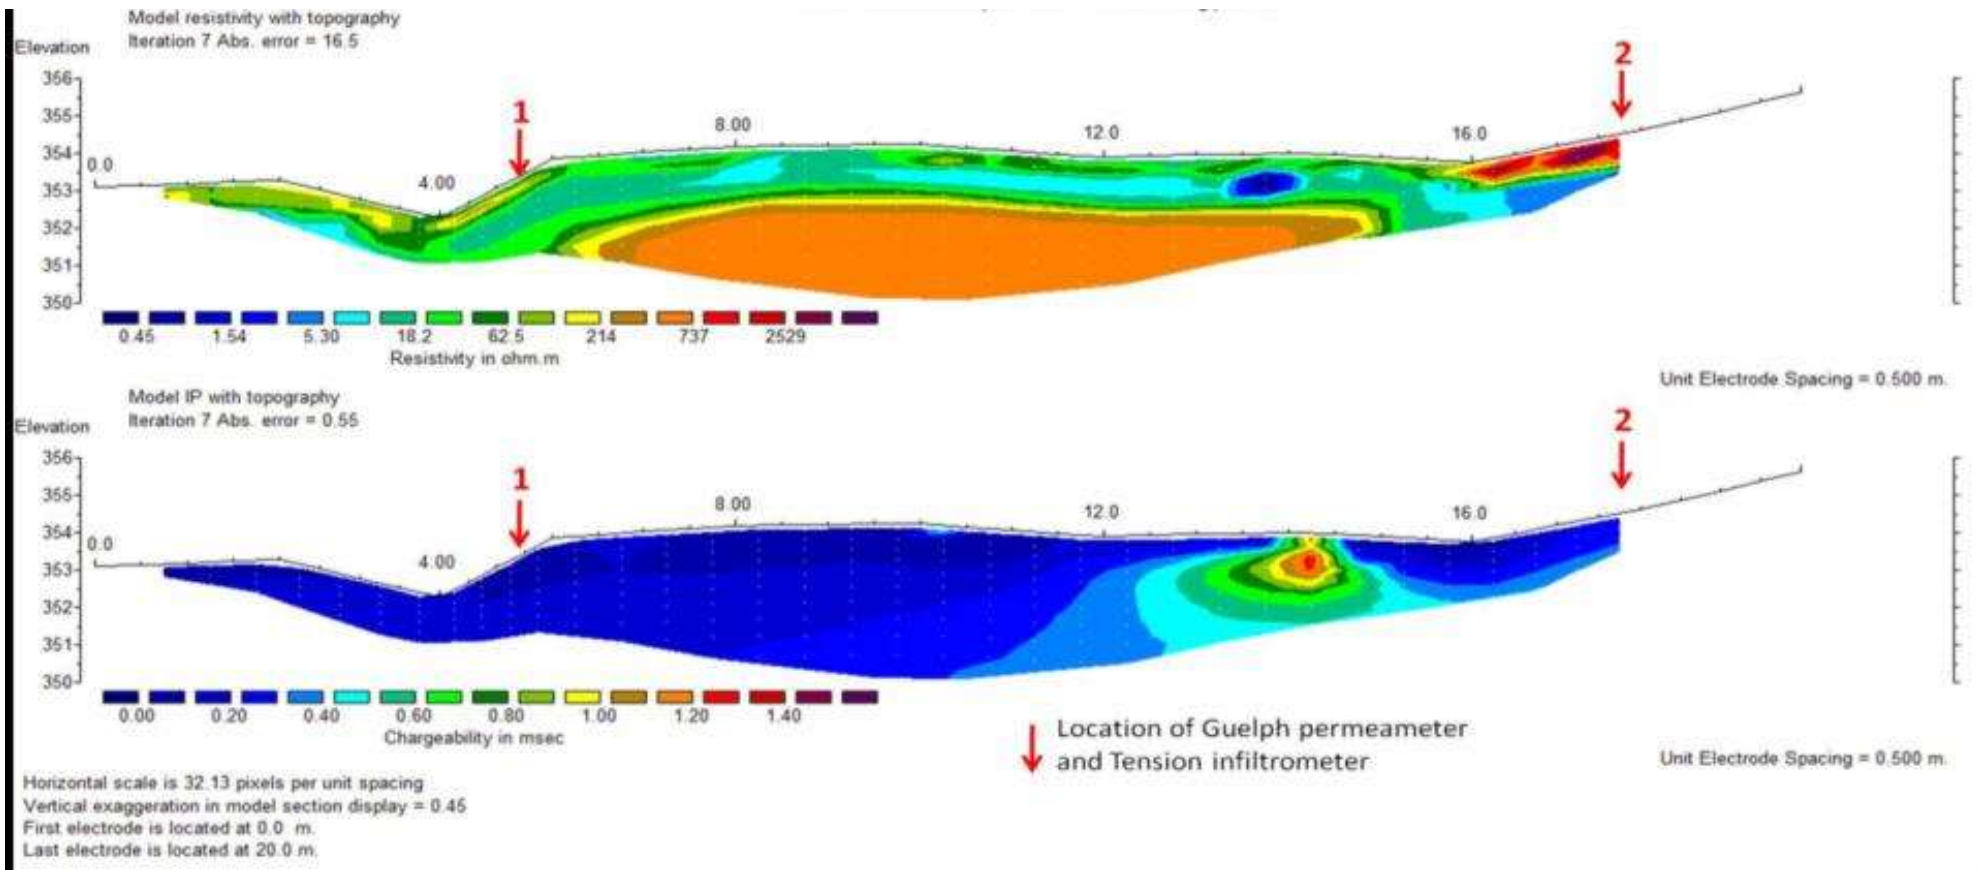 Model resistivity with topography
Iteration 7 Abs. error = 16.5
Elevation
356
355
354
353
352
351
350
0.0
4.00
8.00
12.0
16.0
1
2
0.45 1.54 5.30 18.2 62.5 214 737 2529
Resistivity in ohm.m
Unit Electrode Spacing = 0.500 m.
Model IP with topography
Iteration 7 Abs. error = 0.55
Elevation
356
355
354
353
352
351
350
0.0
4.00
8.00
12.0
16.0
1
2
0.00 0.20 0.40 0.60 0.80 1.00 1.20 1.40
Chargeability in msec
Location of Guelph permeameter
and Tension infiltrometer
Unit Electrode Spacing = 0.500 m.
Horizontal scale is 32.13 pixels per unit spacing
Vertical exaggeration in model section display = 0.45
First electrode is located at 0.0 m.
Last electrode is located at 20.0 m.